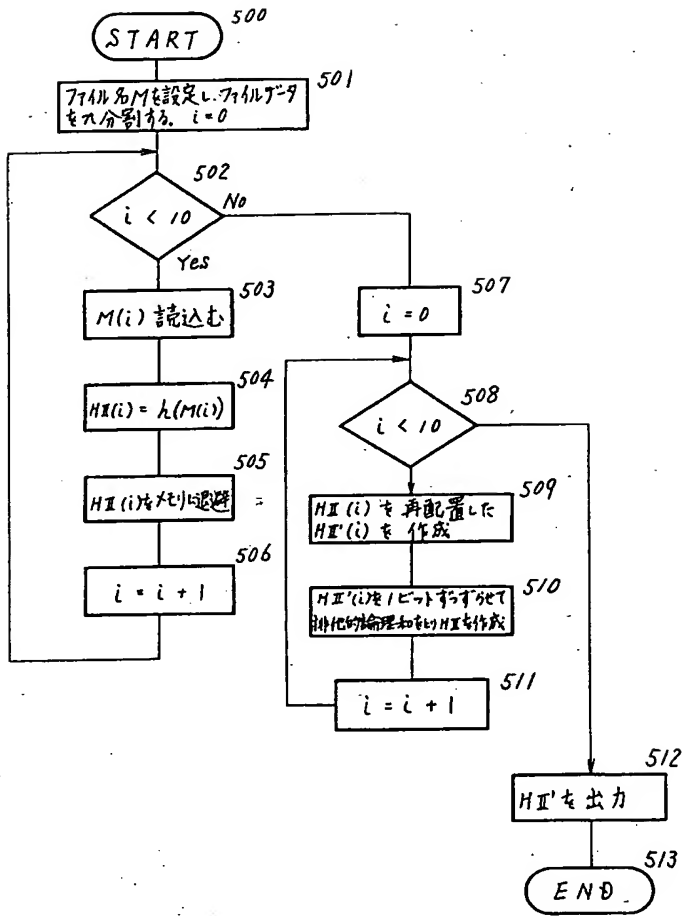 500
START
501
ファイル名Mを設定し、ファイルデータ
を九分割する。 i=0
502
i < 10
No
Yes
503
M(i) 読込む
504
HⅡ(i) = h(M(i))
505
HⅡ(i)をメモリに退避
506
i = i + 1
507
i = 0
508
i < 10
509
HⅡ(i) を再配置した
HⅡ'(i) を作成
510
HⅡ'(i)を1ビットずつずらせて
排他的論理和をとりHⅡを作成
511
i = i + 1
512
HⅡ'を出力
513
END